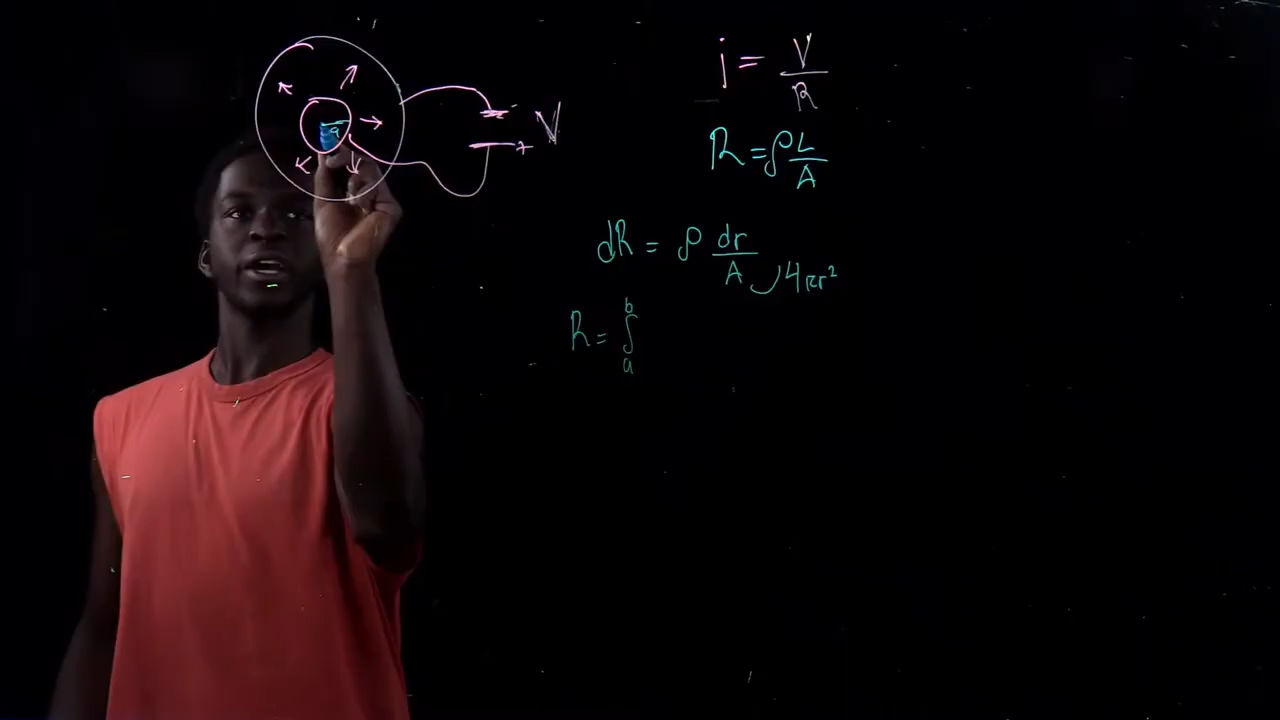 i = V/R
a
- + V
R = ρ L/A
dR = ρ dr/A 4πr²
R = ∫ₐᵇ